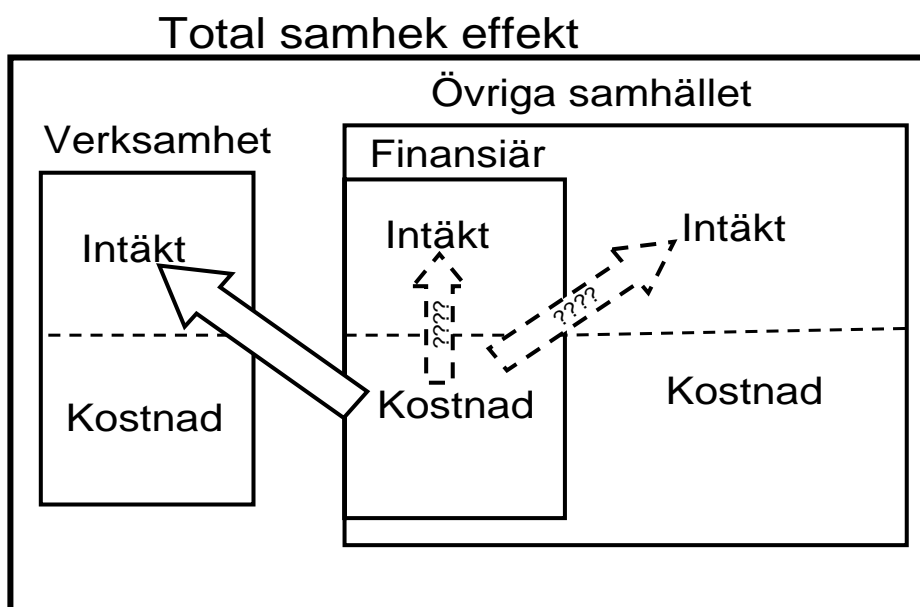 Total samhek effekt
Övriga samhället
Verksamhet
Finansiär
Intäkt
Intäkt
Intäkt
????
????
Kostnad
Kostnad
Kostnad